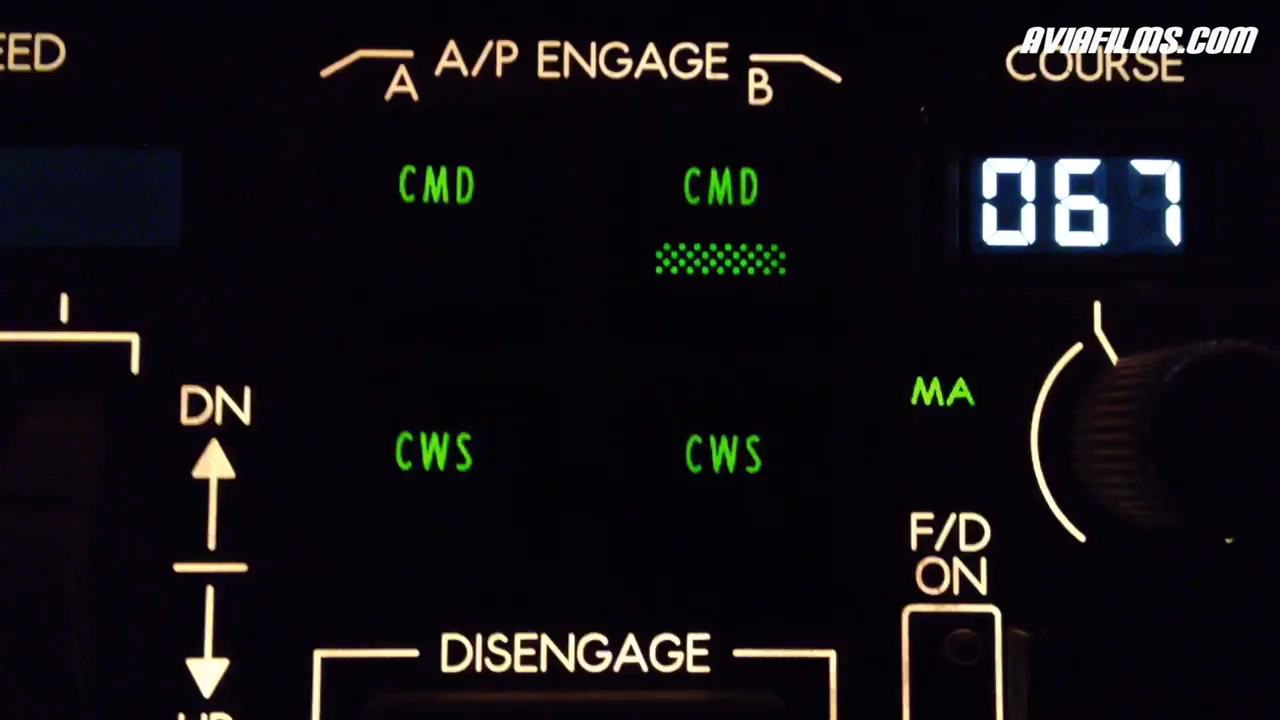 AVIAFILMS.COM
EED
A/P ENGAGE
COURSE
A
B
CMD
CMD
067
MA
DN
CWS
CWS
F/D
ON
DISENGAGE